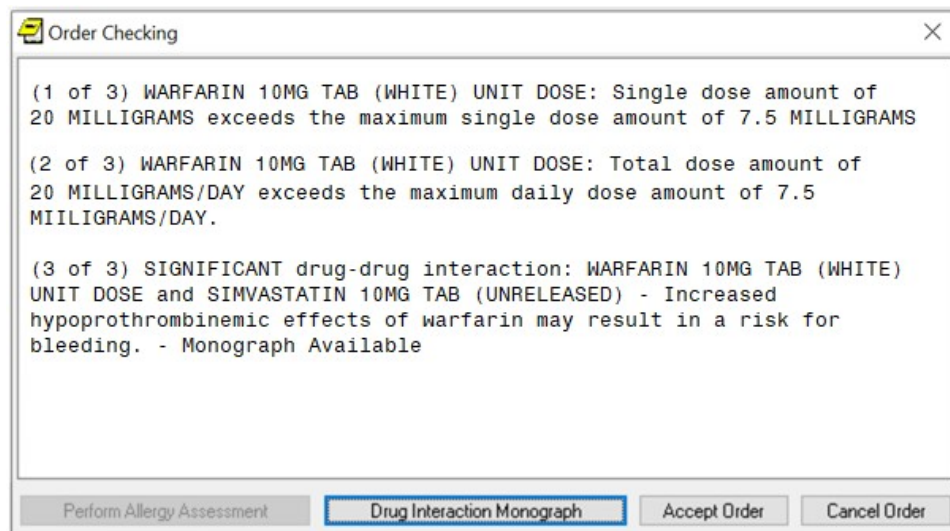 Order Checking
(1 of 3) WARFARIN 10MG TAB (WHITE) UNIT DOSE: Single dose amount of
20 MILLIGRAMS exceeds the maximum single dose amount of 7.5 MILLIGRAMS
(2 of 3) WARFARIN 10MG TAB (WHITE) UNIT DOSE: Total dose amount of
20 MILLIGRAMS/DAY exceeds the maximum daily dose amount of 7.5
MIILIGRAMS/DAY.
(3 of 3) SIGNIFICANT drug-drug interaction: WARFARIN 10MG TAB (WHITE)
UNIT DOSE and SIMVASTATIN 10MG TAB (UNRELEASED) - Increased
hypoprothrombinemic effects of warfarin may result in a risk for
bleeding. - Monograph Available
Perform Allergy Assessment Drug Interaction Monograph Accept Order Cancel Order